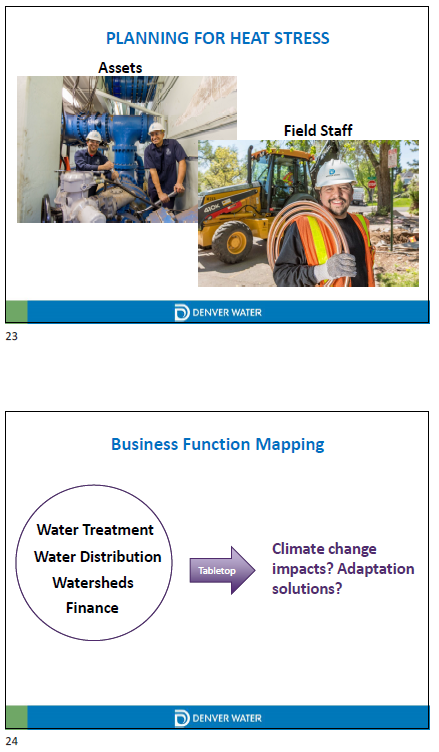 PLANNING FOR HEAT STRESS
Assets
Field Staff
410K
DENVER WATER
23
Business Function Mapping
Water Treatment
Water Distribution
Watersheds
Finance
Tabletop
Climate change
impacts? Adaptation
solutions?
DENVER WATER
24